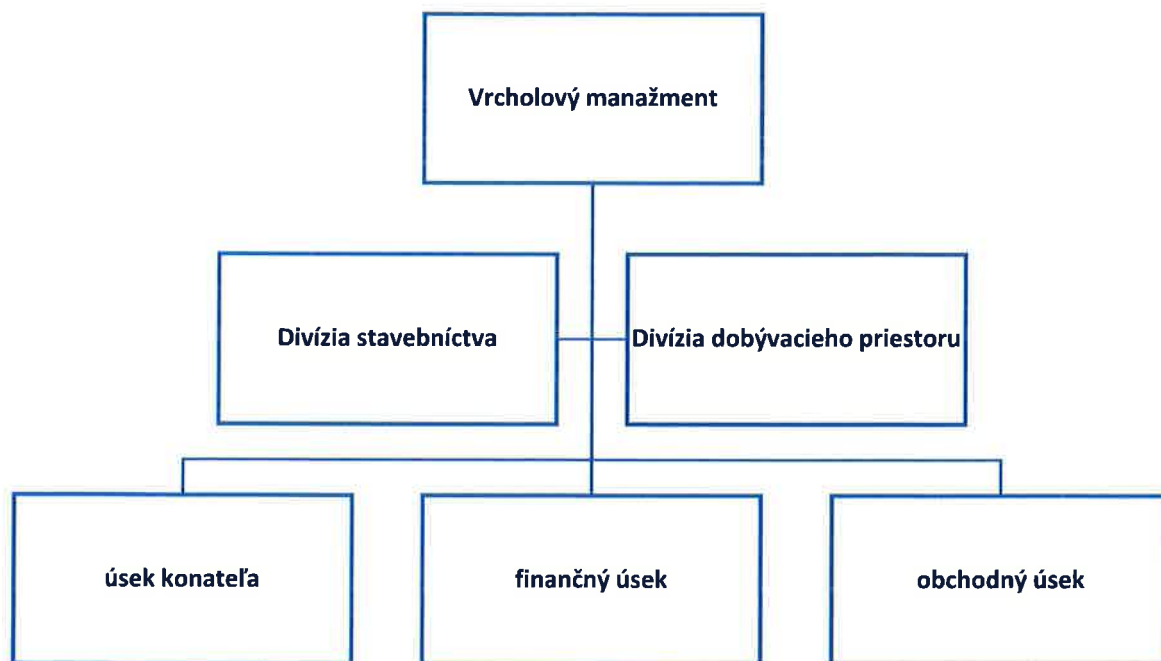 Vrcholový manažment
Divízia stavebníctva
Divízia dobývacieho priestoru
úsek konateľa
finančný úsek
obchodný úsek